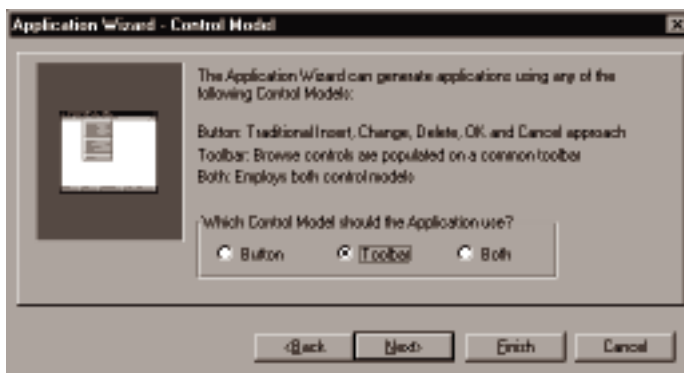 Application Wizard - Control Model
The Application Wizard can generate applications using any of the
following Control Models:
Button: Traditional Insert, Change, Delete, OK and Cancel approach
Toolbar: Browse controls are populated on a common toolbar
Both: Employs both control models
Which Control Model should the Application use?
Button Toolbar Both
<Back Next> Finish Cancel